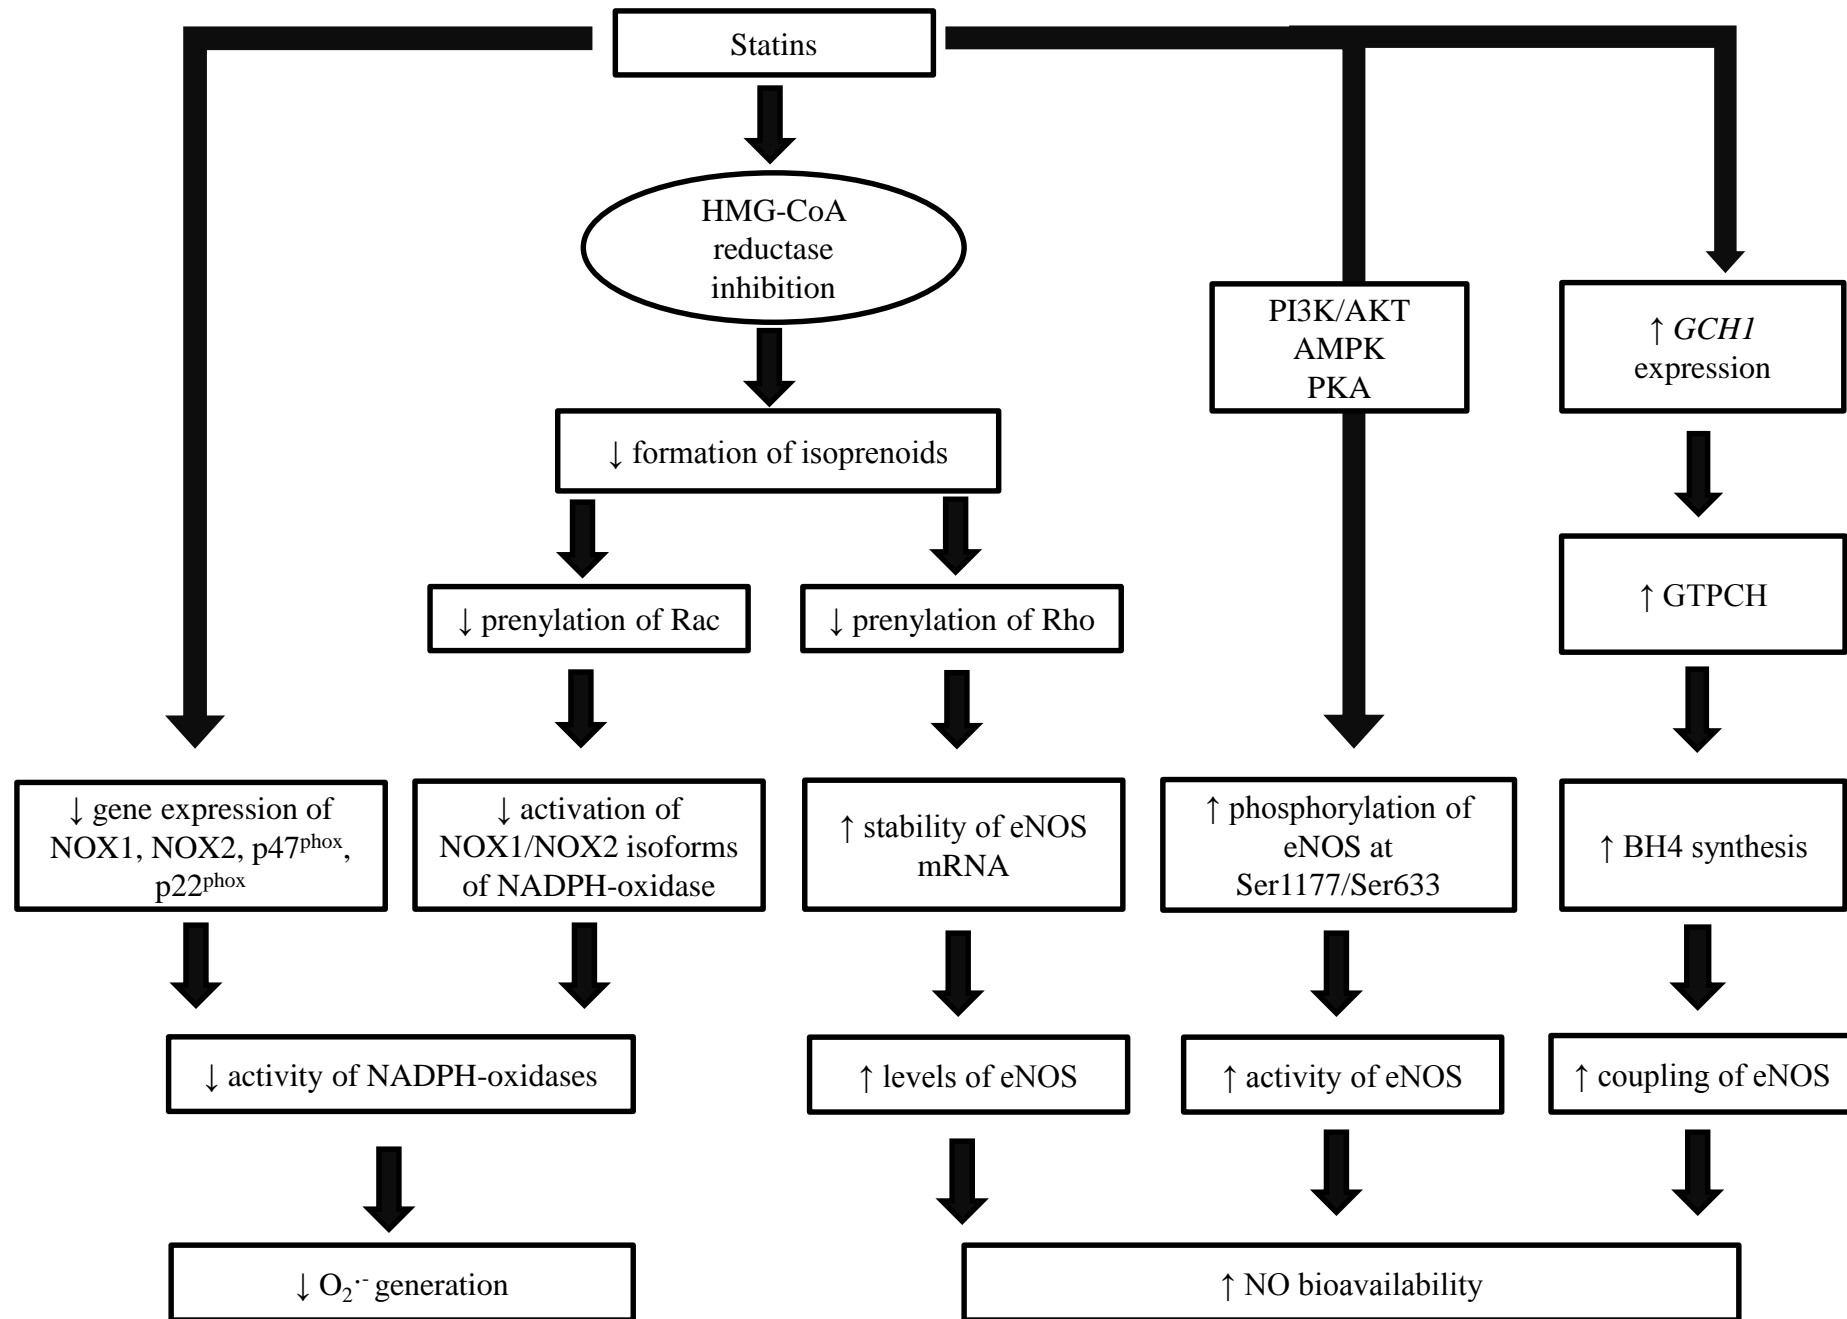 Statins
HMG-CoA
reductase
inhibition
PI3K/AKT
AMPK
PKA
↑ GCH1
expression
↓ formation of isoprenoids
↑ GTPCH
↓ prenylation of Rac
↓ prenylation of Rho
↓ gene expression of
NOX1, NOX2, p47phox,
p22phox
↓ activation of
NOX1/NOX2 isoforms
of NADPH-oxidase
↑ stability of eNOS
mRNA
↑ phosphorylation of
eNOS at
Ser1177/Ser633
↑ BH4 synthesis
↓ activity of NADPH-oxidases
↑ levels of eNOS
↑ activity of eNOS
↑ coupling of eNOS
↓ O₂·⁻ generation
↑ NO bioavailability